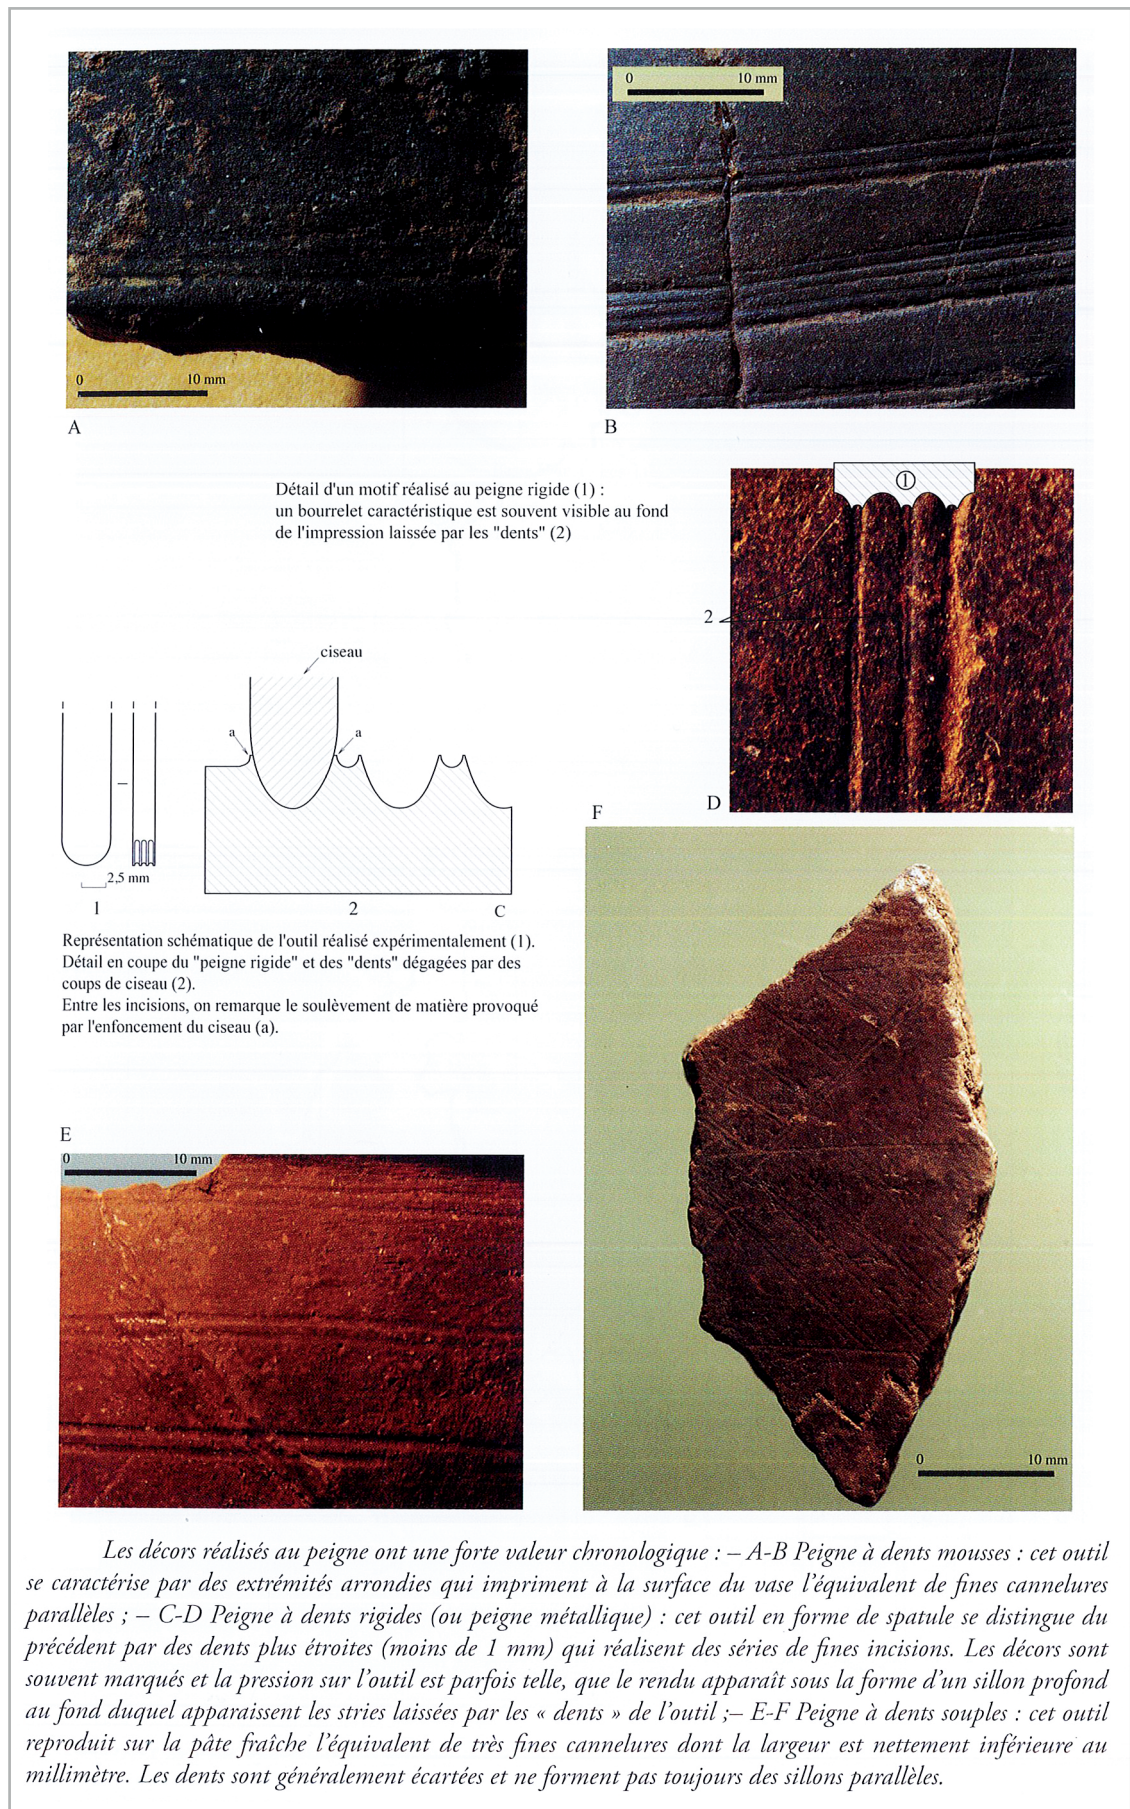 0 10 mm
A
0 10 mm
B
Détail d'un motif réalisé au peigne rigide (1) :
un bourrelet caractéristique est souvent visible au fond
de l'impression laissée par les "dents" (2)
1
2
D
ciseau
a
a
2,5 mm
1
2
C
Représentation schématique de l'outil réalisé expérimentalement (1).
Détail en coupe du "peigne rigide" et des "dents" dégagées par des
coups de ciseau (2).
Entre les incisions, on remarque le soulèvement de matière provoqué
par l'enfoncement du ciseau (a).
E
0 10 mm
F
0 10 mm
Les décors réalisés au peigne ont une forte valeur chronologique : – A-B Peigne à dents mousses : cet outil
se caractérise par des extrémités arrondies qui impriment à la surface du vase l'équivalent de fines cannelures
parallèles ; – C-D Peigne à dents rigides (ou peigne métallique) : cet outil en forme de spatule se distingue du
précédent par des dents plus étroites (moins de 1 mm) qui réalisent des séries de fines incisions. Les décors sont
souvent marqués et la pression sur l'outil est parfois telle, que le rendu apparaît sous la forme d'un sillon profond
au fond duquel apparaissent les stries laissées par les « dents » de l'outil ;– E-F Peigne à dents souples : cet outil
reproduit sur la pâte fraîche l'équivalent de très fines cannelures dont la largeur est nettement inférieure au
millimètre. Les dents sont généralement écartées et ne forment pas toujours des sillons parallèles.